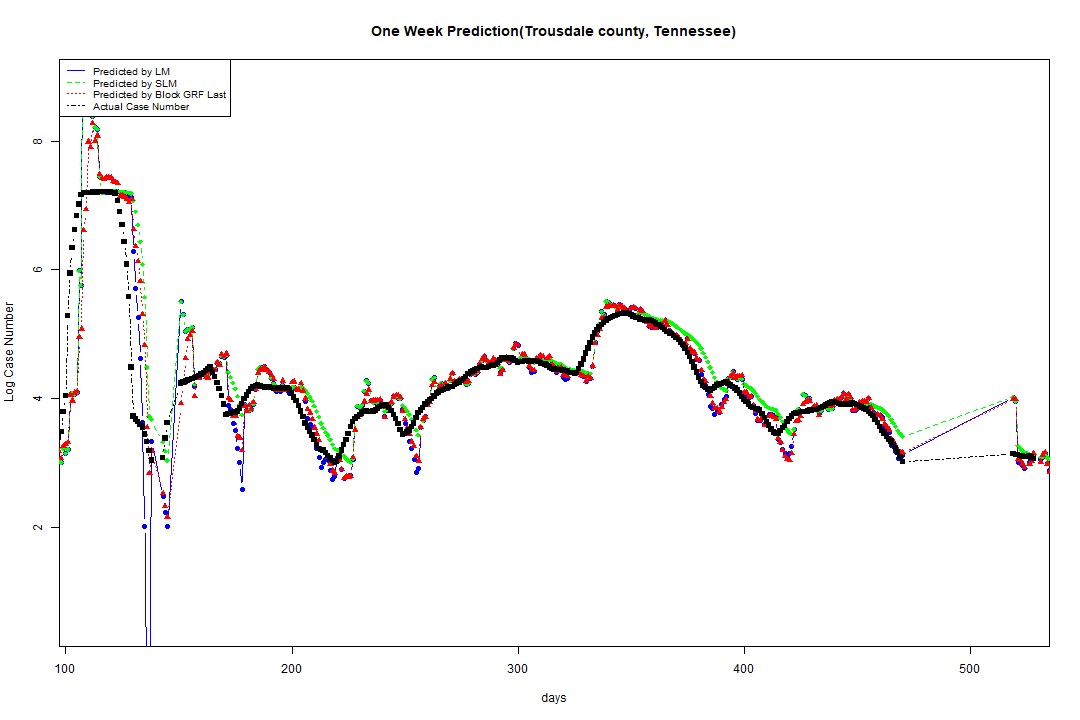 One Week Prediction(Trousdale county, Tennessee)
Predicted by LM
Predicted by SLM
Predicted by Block GRF Last
Actual Case Number
8
6
4
2
Log Case Number
100 200 300 400 500
days